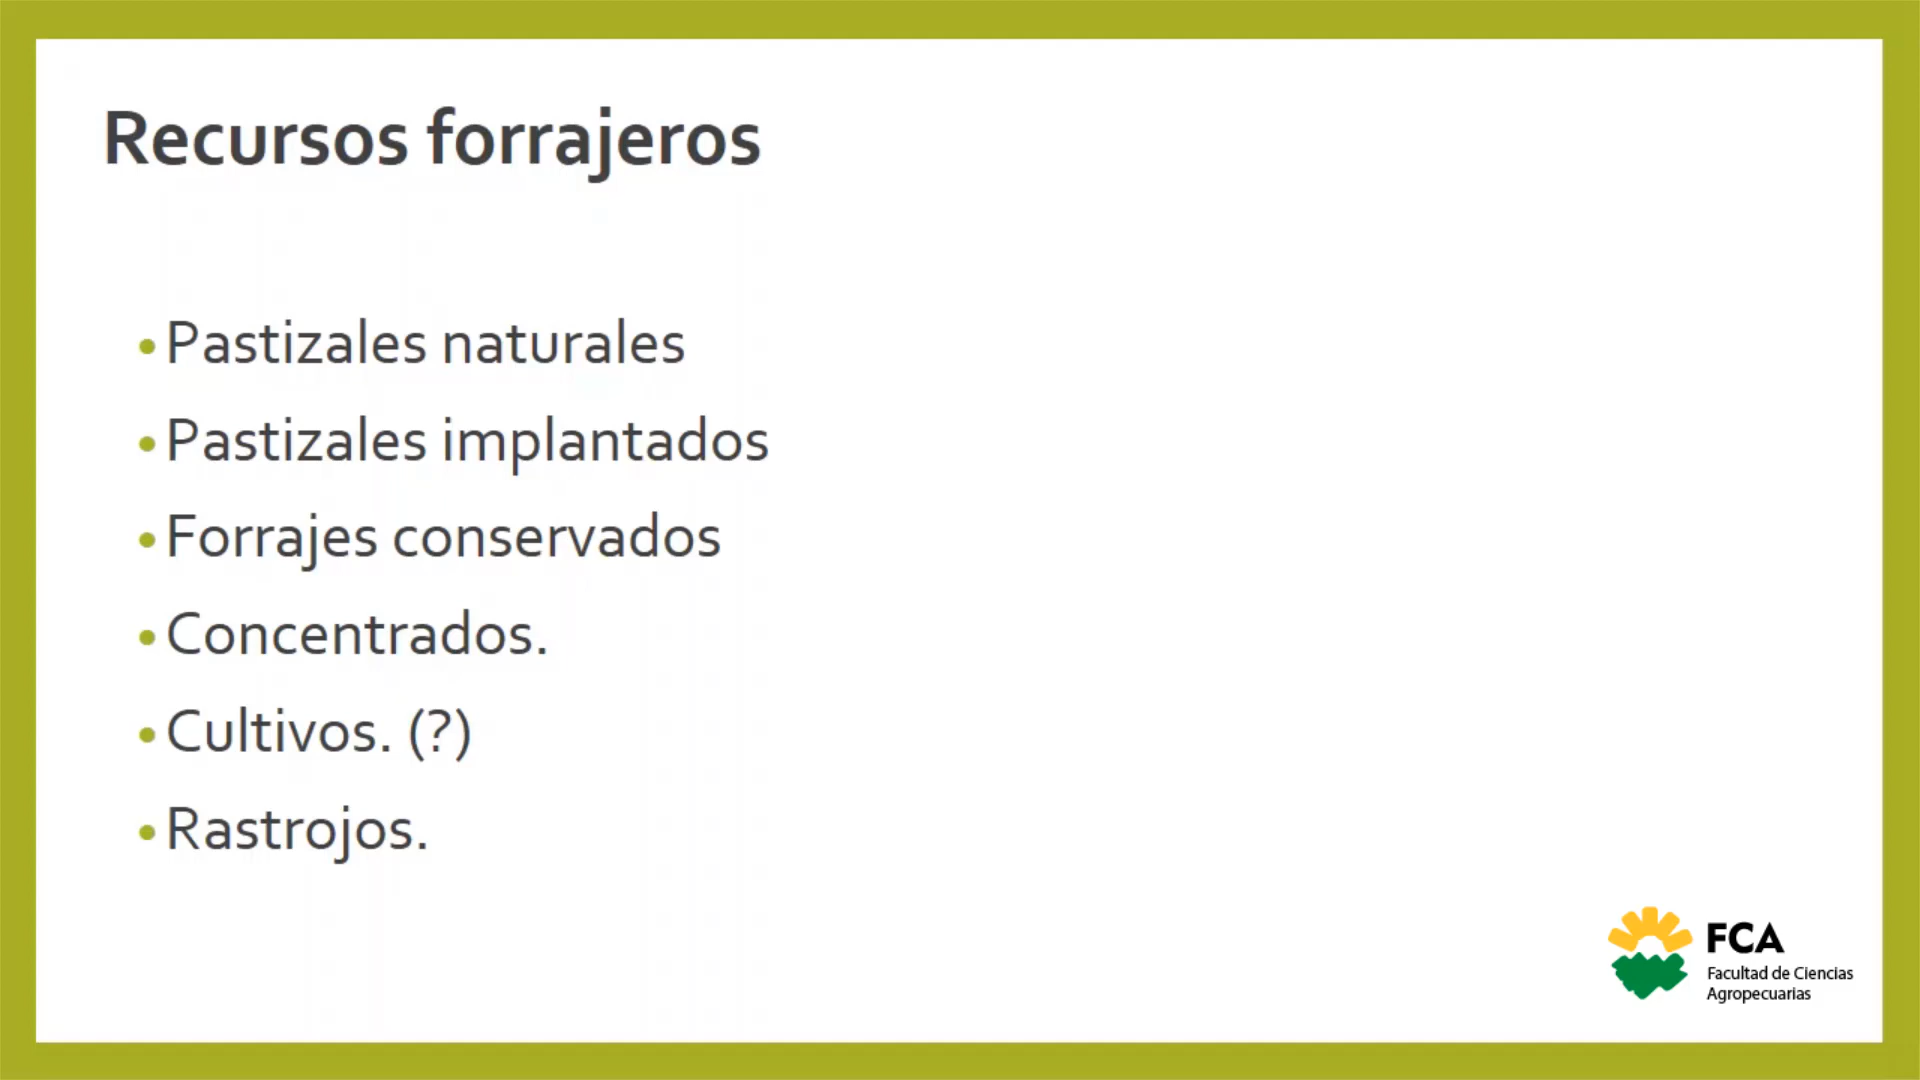 Recursos forrajeros
• Pastizales naturales
• Pastizales implantados
• Forrajes conservados
• Concentrados.
• Cultivos. (?)
• Rastrojos.
FCA
Facultad de Ciencias
Agropecuarias